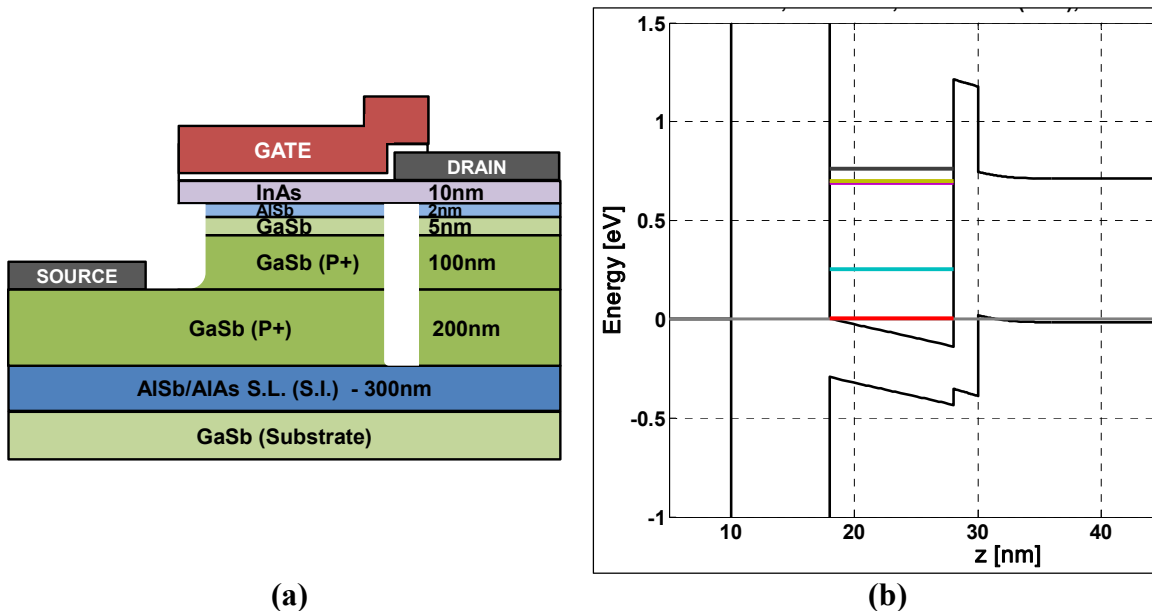 GATE
DRAIN
InAs 10nm
AlSb 2nm
GaSb 5nm
GaSb (P+) 100nm
SOURCE
GaSb (P+) 200nm
AlSb/AlAs S.L. (S.I.) - 300nm
GaSb (Substrate)
(a)
1.5
1
0.5
0
-0.5
-1
Energy [eV]
10 20 30 40
z [nm]
(b)